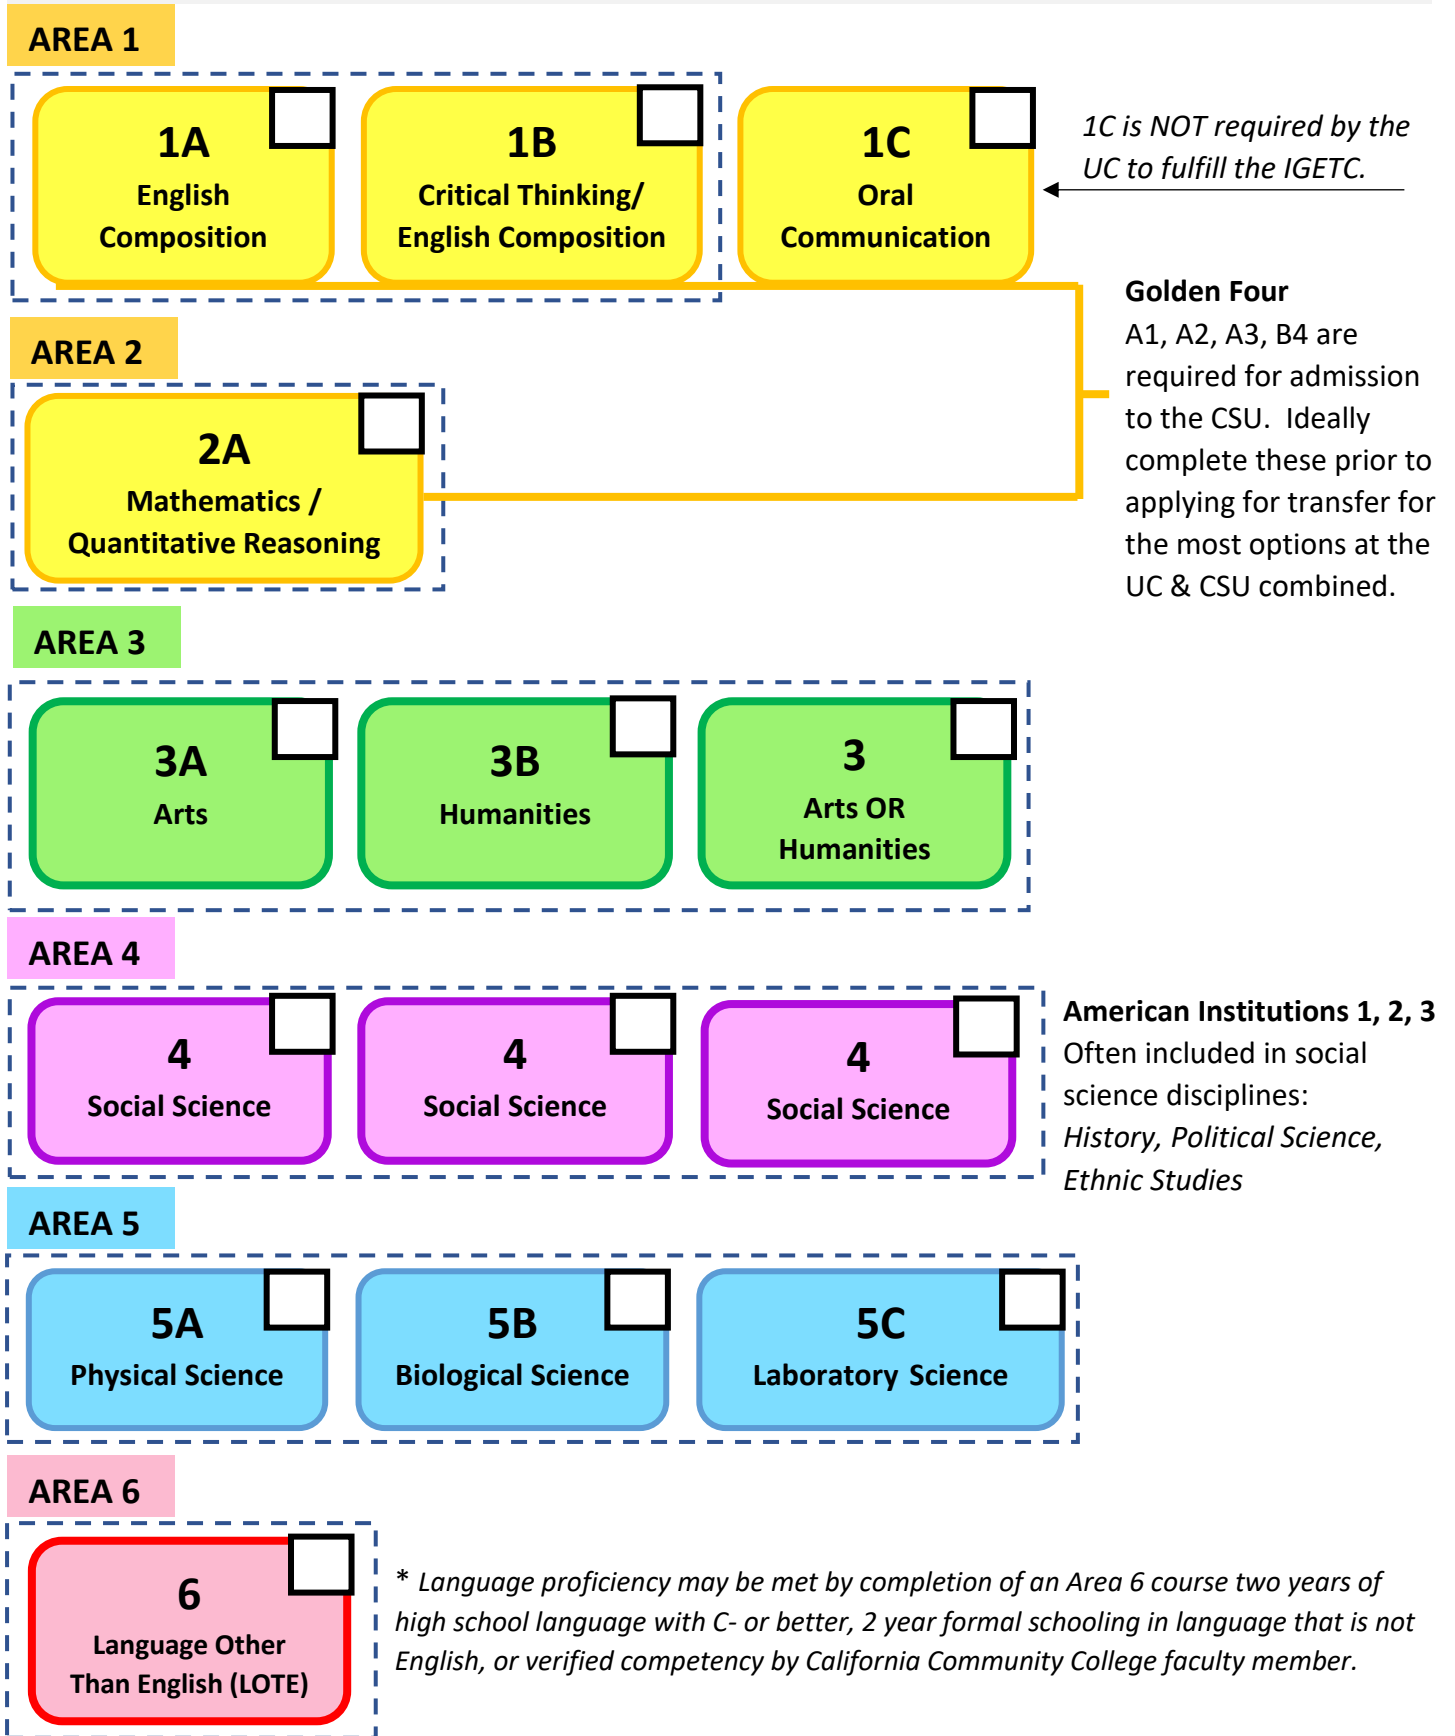 AREA 1
1A
English
Composition
1B
Critical Thinking/
English Composition
1C
Oral
Communication
1C is NOT required by the
UC to fulfill the IGETC.
Golden Four
A1, A2, A3, B4 are
required for admission
to the CSU. Ideally
complete these prior to
applying for transfer for
the most options at the
UC & CSU combined.
AREA 2
2A
Mathematics /
Quantitative Reasoning
AREA 3
3A
Arts
3B
Humanities
3
Arts OR
Humanities
AREA 4
4
Social Science
4
Social Science
4
Social Science
American Institutions 1, 2, 3
Often included in social
science disciplines:
History, Political Science,
Ethnic Studies
AREA 5
5A
Physical Science
5B
Biological Science
5C
Laboratory Science
AREA 6
6
Language Other
Than English (LOTE)
* Language proficiency may be met by completion of an Area 6 course two years of
high school language with C- or better, 2 year formal schooling in language that is not
English, or verified competency by California Community College faculty member.